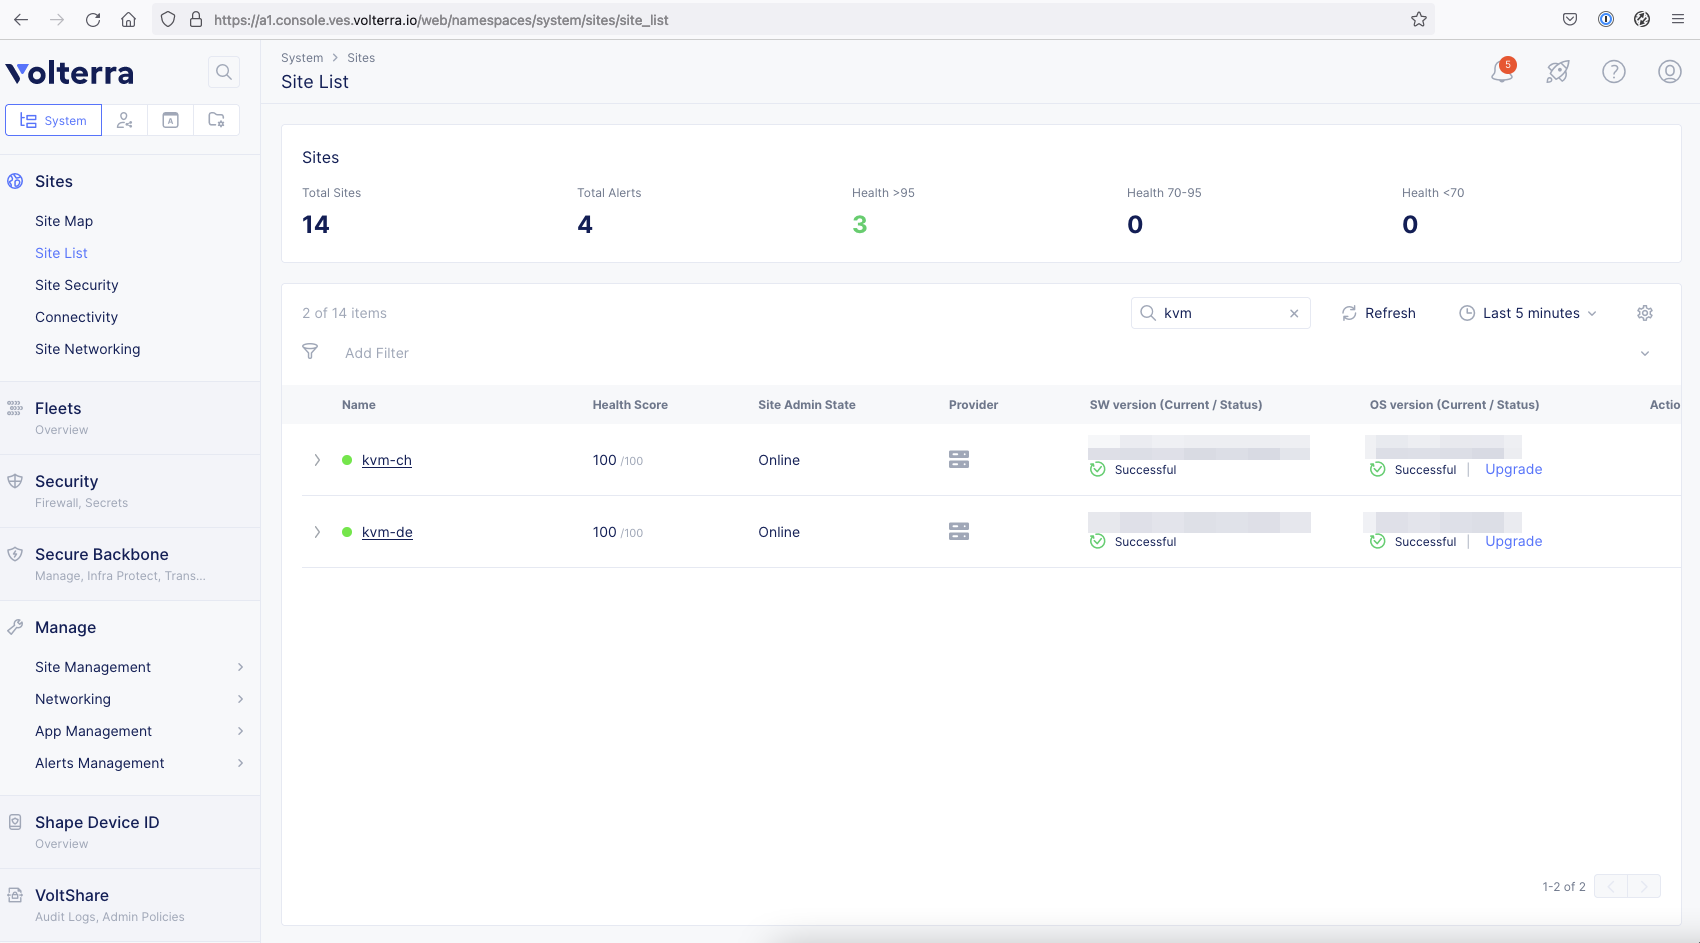 https://a1.console.ves.volterra.io/web/namespaces/system/sites/site_list
Volterra
System
A
System > Sites
Site List
5
?
Sites
Site Map
Site List
Site Security
Connectivity
Site Networking
Fleets
Overview
Security
Firewall, Secrets
Secure Backbone
Manage, Infra Protect, Trans...
Manage
Site Management
Networking
App Management
Alerts Management
Shape Device ID
Overview
VoltShare
Audit Logs, Admin Policies
Sites
Total Sites Total Alerts Health >95 Health 70-95 Health <70
14 4 3 0 0
2 of 14 items kvm Refresh Last 5 minutes
Add Filter
Name Health Score Site Admin State Provider SW version (Current / Status) OS version (Current / Status) Actio
kvm-ch 100 /100 Online
Successful Successful | Upgrade
kvm-de 100 /100 Online
Successful Successful | Upgrade
1-2 of 2